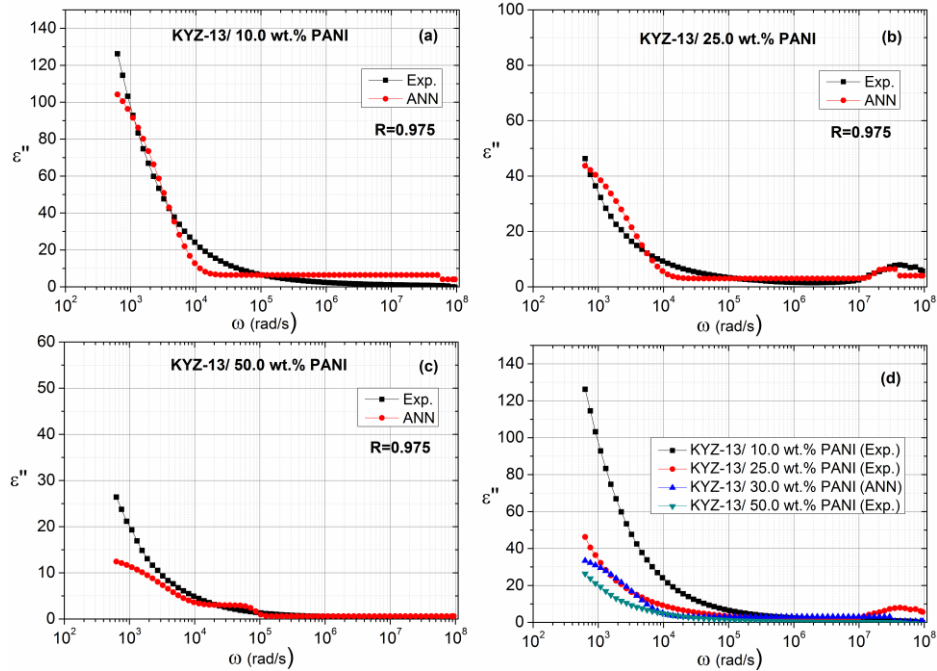 KYZ-13/ 10.0 wt.% PANI
(a)
Exp.
ANN
R=0.975
ε"
140
120
100
80
60
40
20
0
10² 10³ 10⁴ 10⁵ 10⁶ 10⁷ 10⁸
ω (rad/s)
KYZ-13/ 25.0 wt.% PANI
(b)
Exp.
ANN
R=0.975
ε"
100
80
60
40
20
0
10² 10³ 10⁴ 10⁵ 10⁶ 10⁷ 10⁸
ω (rad/s)
KYZ-13/ 50.0 wt.% PANI
(c)
Exp.
ANN
R=0.975
ε"
60
50
40
30
20
10
0
10² 10³ 10⁴ 10⁵ 10⁶ 10⁷ 10⁸
ω (rad/s)
(d)
KYZ-13/ 10.0 wt.% PANI (Exp.)
KYZ-13/ 25.0 wt.% PANI (Exp.)
KYZ-13/ 30.0 wt.% PANI (ANN)
KYZ-13/ 50.0 wt.% PANI (Exp.)
ε"
140
120
100
80
60
40
20
0
10² 10³ 10⁴ 10⁵ 10⁶ 10⁷ 10⁸
ω (rad/s)